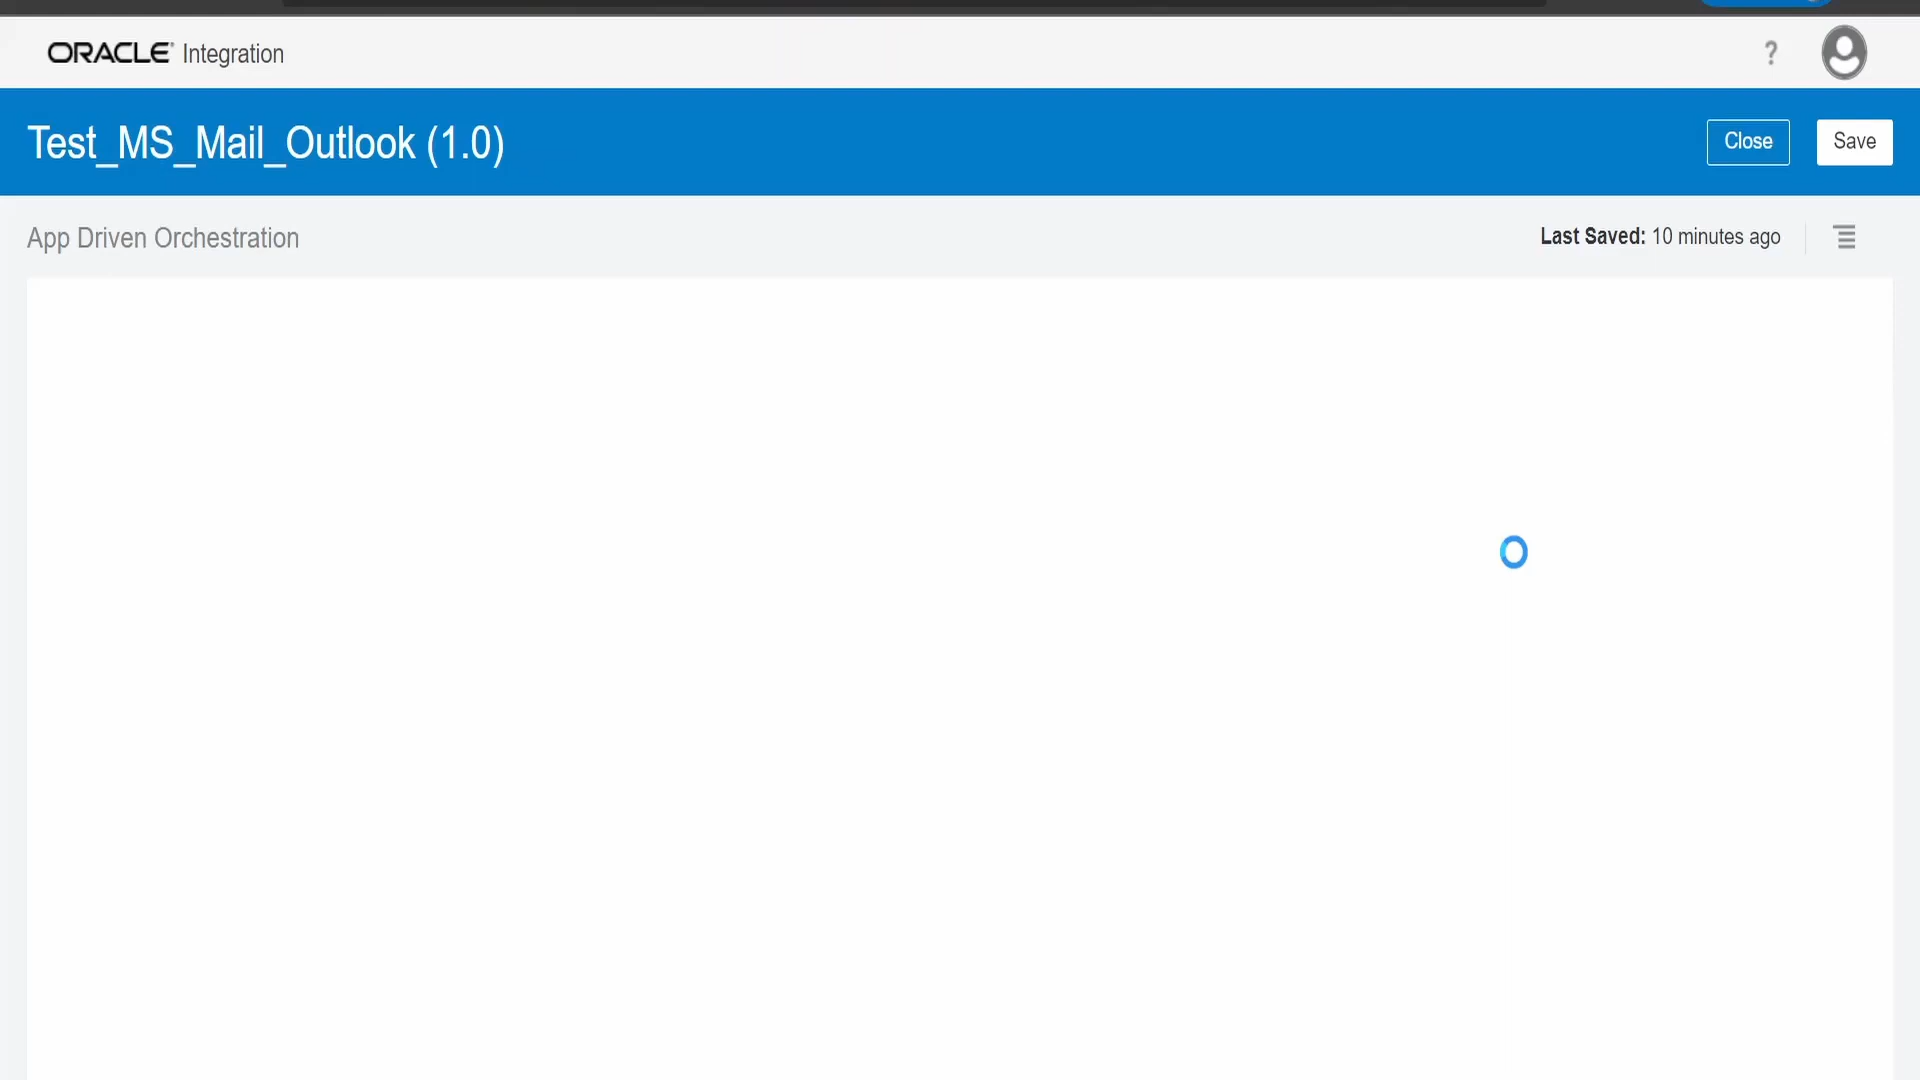 ORACLE Integration
?
Test_MS_Mail_Outlook (1.0)
Close
Save
App Driven Orchestration
Last Saved: 10 minutes ago